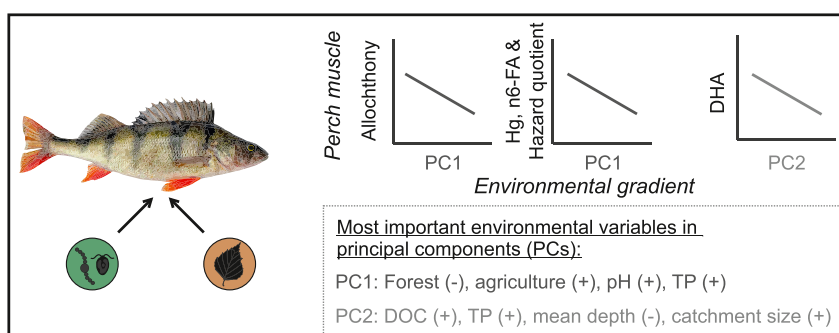 Perch muscle
Allochthony
PC1
Hg, n6-FA &
Hazard quotient
PC1
DHA
PC2
Environmental gradient
Most important environmental variables in
principal components (PCs):
PC1: Forest (-), agriculture (+), pH (+), TP (+)
PC2: DOC (+), TP (+), mean depth (-), catchment size (+)